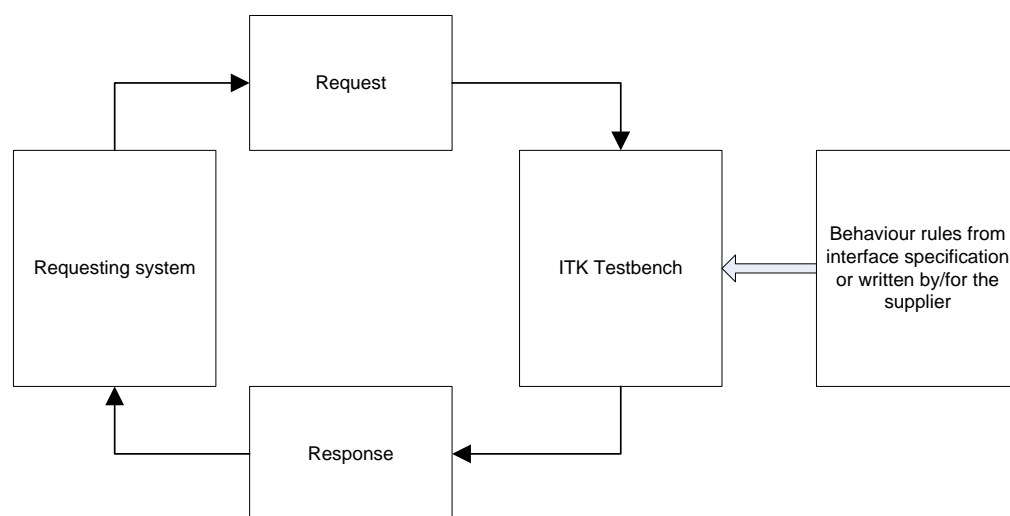 Request
Requesting system
ITK Testbench
Behaviour rules from
interface specification
or written by/for the
supplier
Response